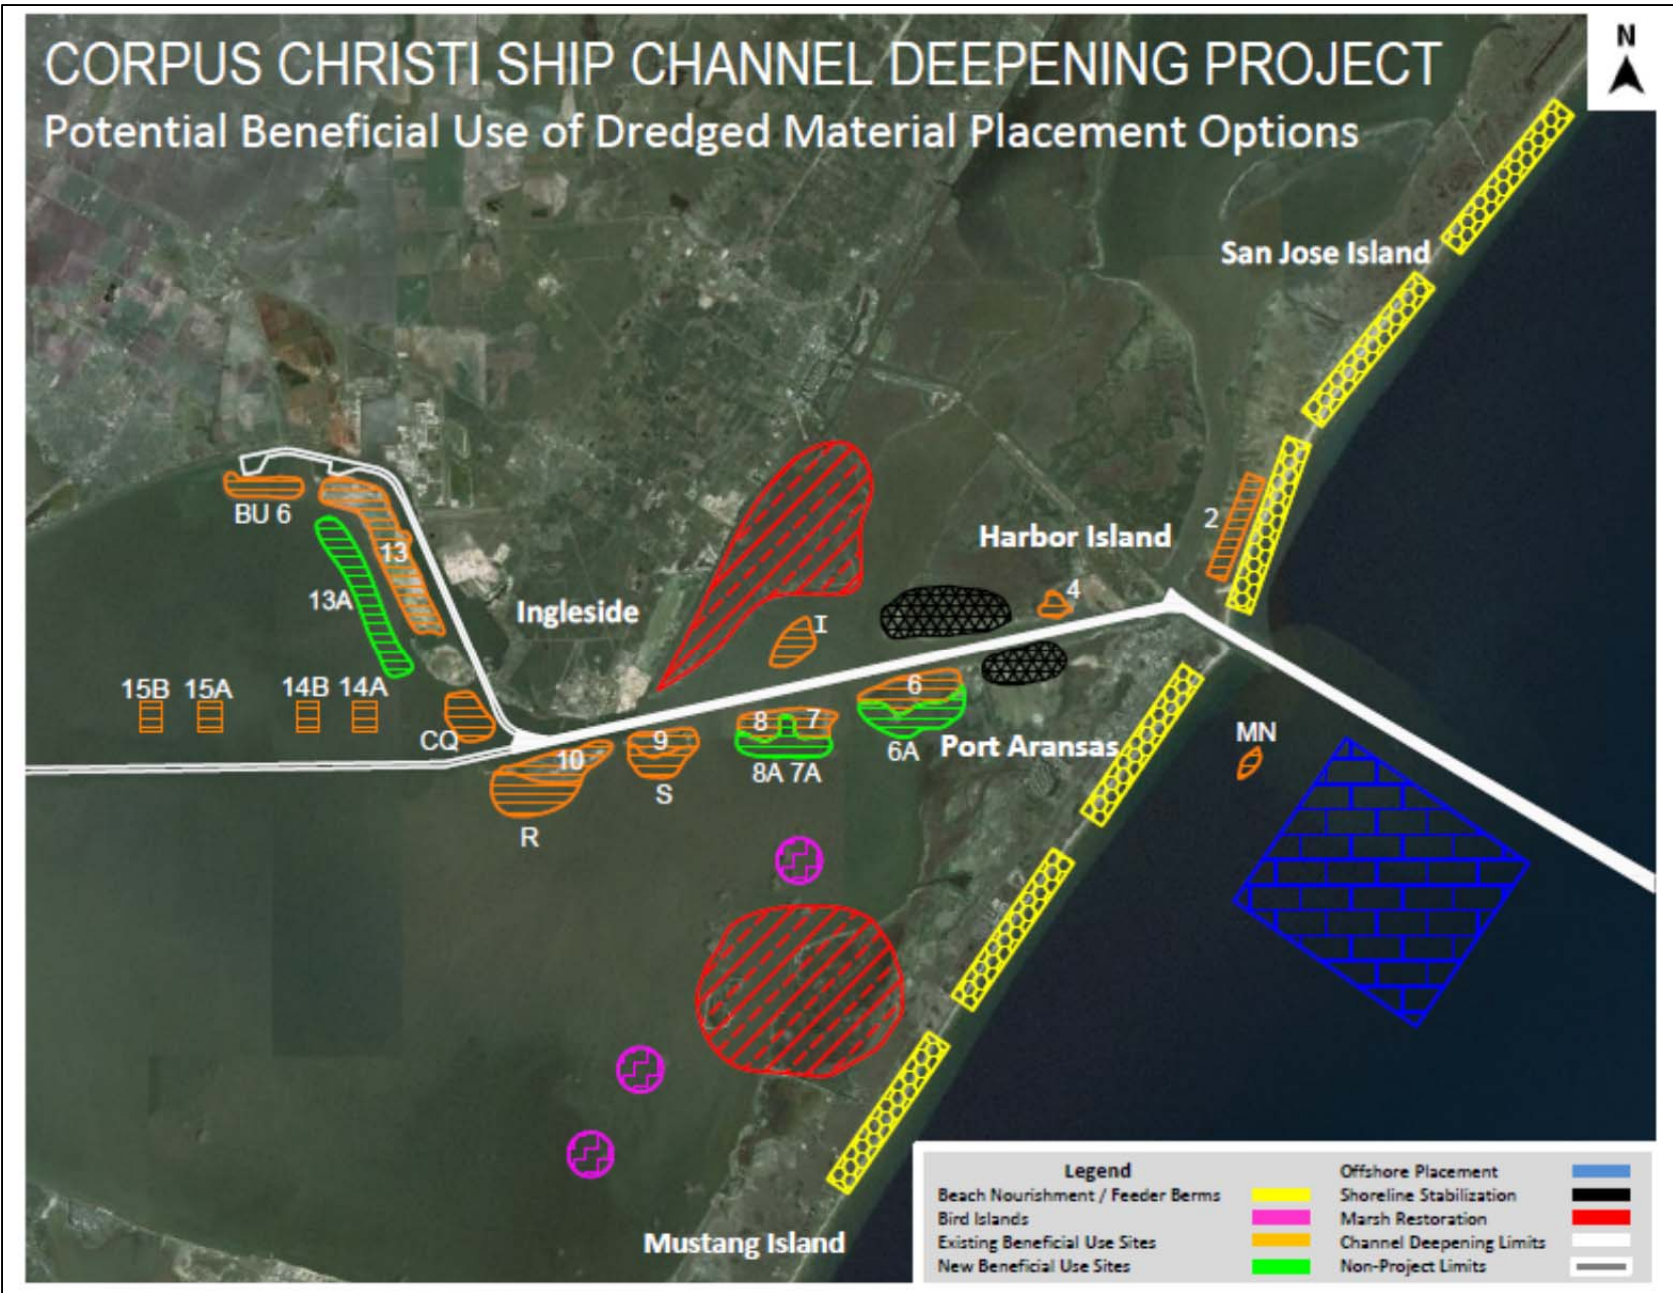 CORPUS CHRISTI SHIP CHANNEL DEEPENING PROJECT
Potential Beneficial Use of Dredged Material Placement Options
N
San Jose Island
BU 6
13
13A
Ingleside
Harbor Island
2
4
I
15B 15A 14B 14A
CQ
10
9
8 7
6
R
S
8A 7A
6A
Port Aransas
MN
Mustang Island
Legend
Beach Nourishment / Feeder Berms
Bird Islands
Existing Beneficial Use Sites
New Beneficial Use Sites
Offshore Placement
Shoreline Stabilization
Marsh Restoration
Channel Deepening Limits
Non-Project Limits